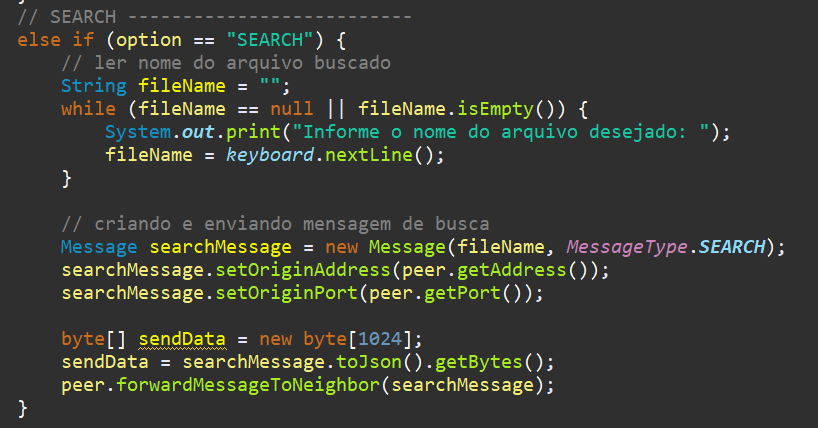 }
// SEARCH --------------------------
else if (option == "SEARCH") {
    // ler nome do arquivo buscado
    String fileName = "";
    while (fileName == null || fileName.isEmpty()) {
        System.out.print("Informe o nome do arquivo desejado: ");
        fileName = keyboard.nextLine();
    }

    // criando e enviando mensagem de busca
    Message searchMessage = new Message(fileName, MessageType.SEARCH);
    searchMessage.setOriginAddress(peer.getAddress());
    searchMessage.setOriginPort(peer.getPort());

    byte[] sendData = new byte[1024];
    sendData = searchMessage.toJson().getBytes();
    peer.forwardMessageToNeighbor(searchMessage);
}